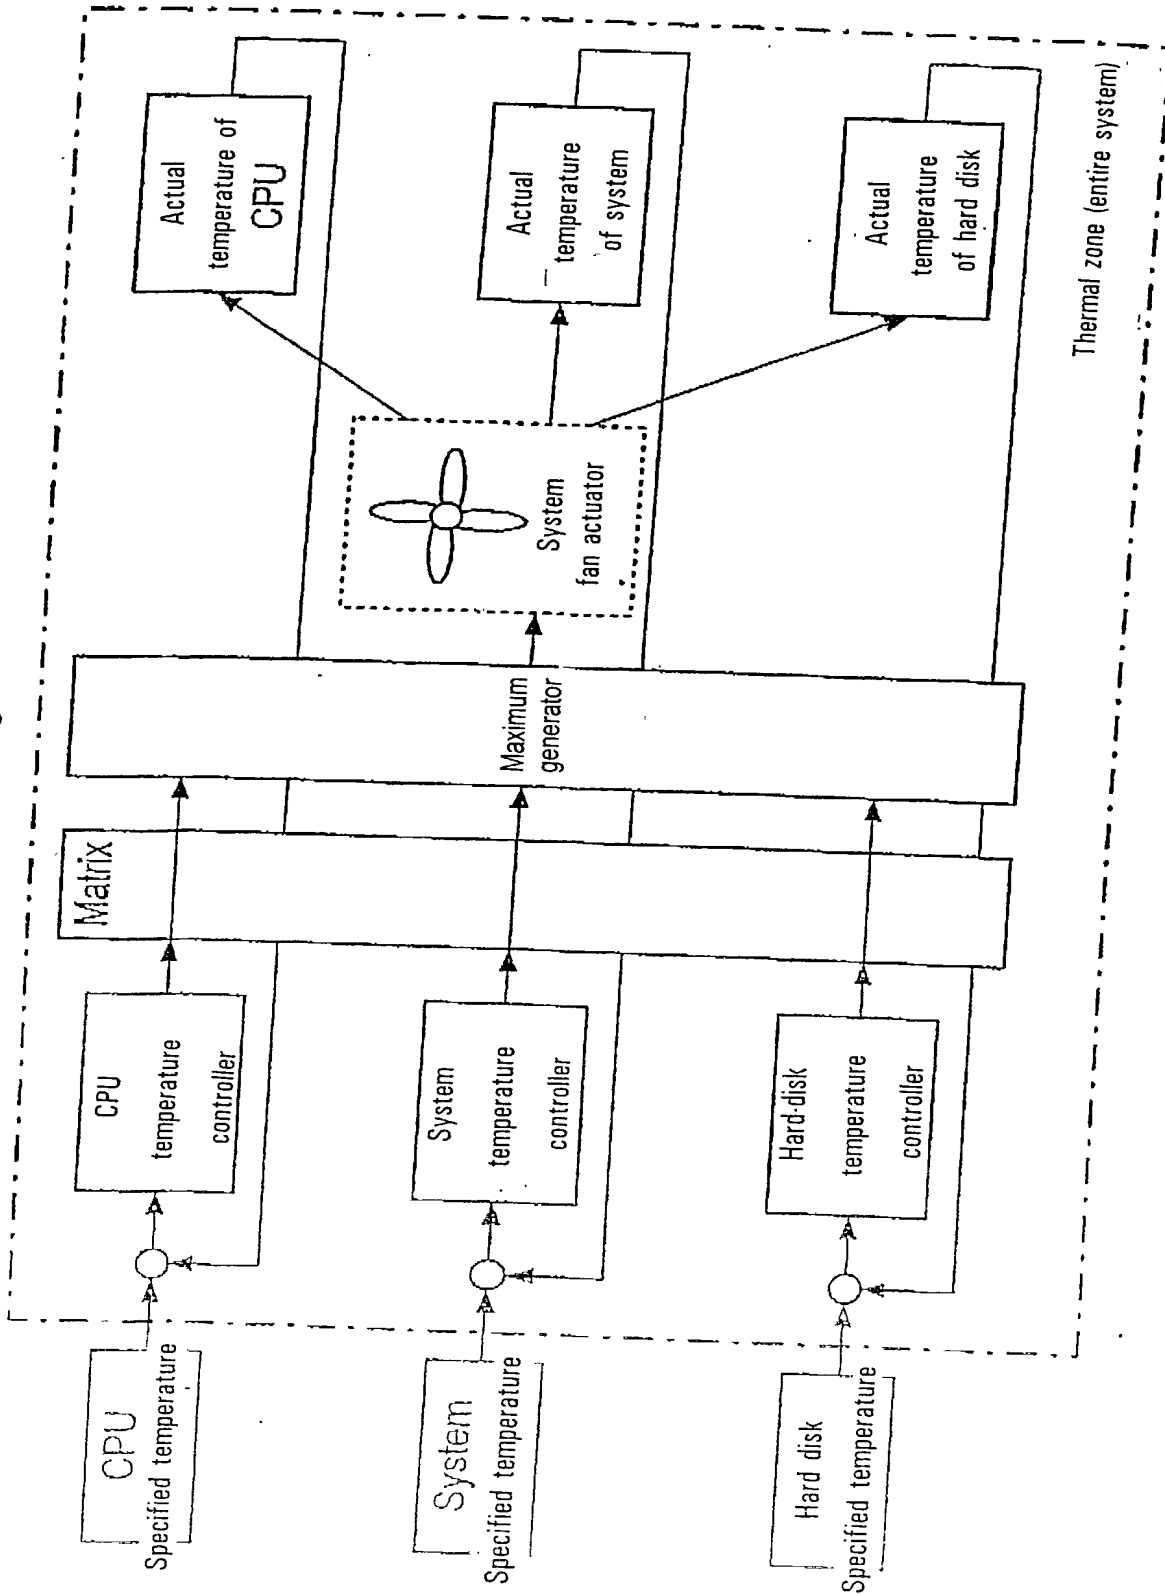 CPU
Specified temperature
System
Specified temperature
Hard disk
Specified temperature
CPU
temperature
controller
System
temperature
controller
Hard-disk
temperature
controller
Matrix
Maximum
generator
System
fan actuator
Actual
temperature of
CPU
Actual
temperature
of system
Actual
temperature
of hard disk
Thermal zone (entire system)